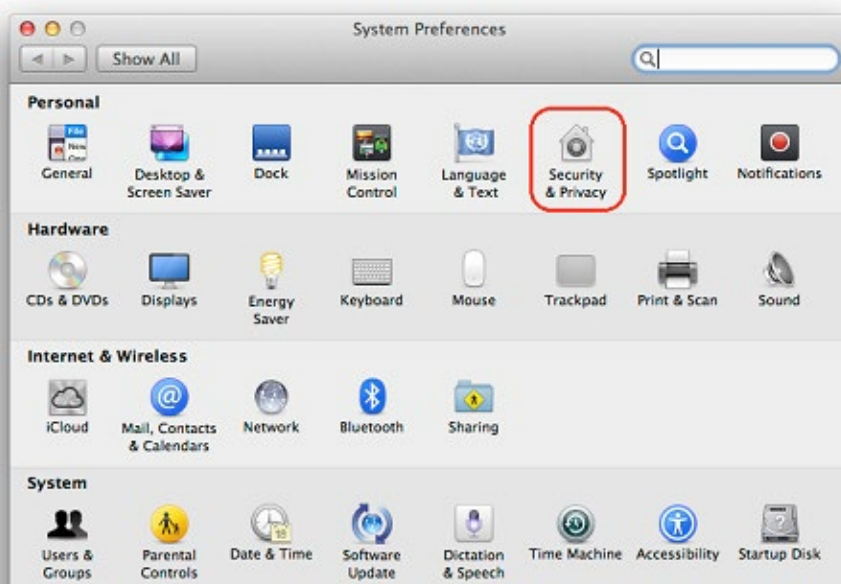 System Preferences
Show All
Personal
General
Desktop &
Screen Saver
Dock
Mission
Control
Language
& Text
Security
& Privacy
Spotlight
Notifications
Hardware
CDs & DVDs
Displays
Energy
Saver
Keyboard
Mouse
Trackpad
Print & Scan
Sound
Internet & Wireless
iCloud
Mail, Contacts
& Calendars
Network
Bluetooth
Sharing
System
Users &
Groups
Parental
Controls
Date & Time
Software
Update
Dictation
& Speech
Time Machine
Accessibility
Startup Disk